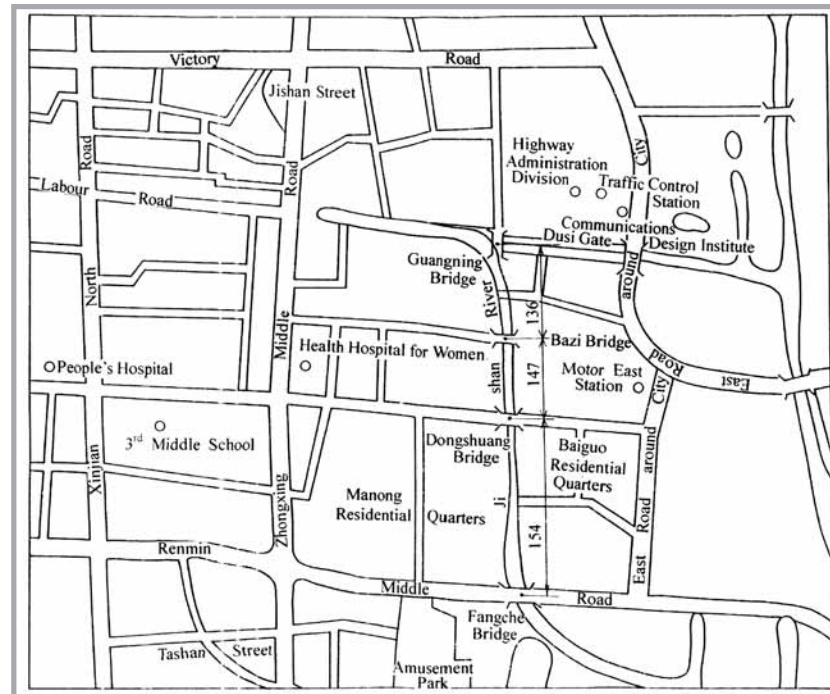 Victory Road
Jishan Street
Road
Road
City
Highway
Administration
Division
Traffic Control
Station
Labour Road
Communications
Design Institute
Dusi Gate
Guangning
Bridge
around
North
River
136
Middle
Bazi Bridge
Road
East
Health Hospital for Women
People's Hospital
Motor East
Station
147
shan
City
3rd Middle School
Dongshuang
Bridge
Baiguo
Residential
Quarters
around
Xinjian
Zhongxing
Manong
Residential Quarters
Ji
Road
154
East
Renmin
Middle Road
Fangche
Bridge
Tashan Street
Amusement
Park